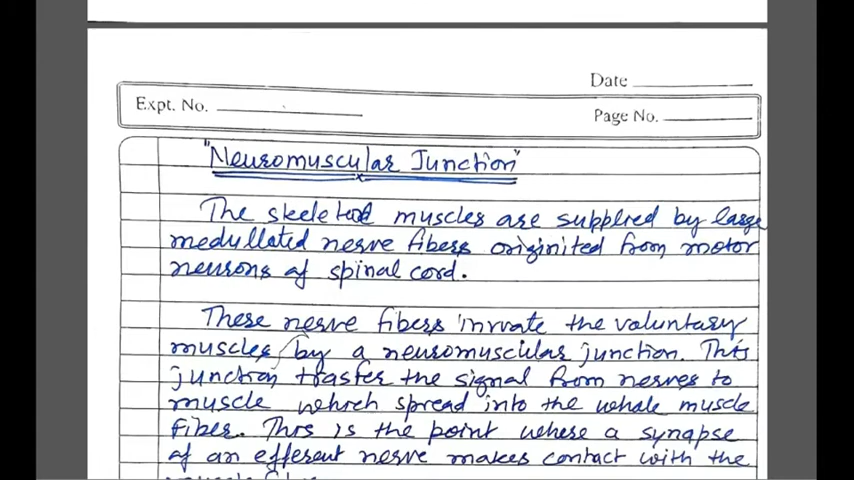 Date
Expt. No.
Page No.
"Neuromuscular Junction"
The skeletal muscles are supplied by large
medullated nerve fibers originited from motor
neurons of spinal cord.
These nerve fibers invate the voluntary
muscles, by a neuromuscular junction. This
junction trasfer the signal from nerves to
muscle which spread into the whole muscle
fiber. This is the point where a synapse
of an efferent nerve makes contact with the